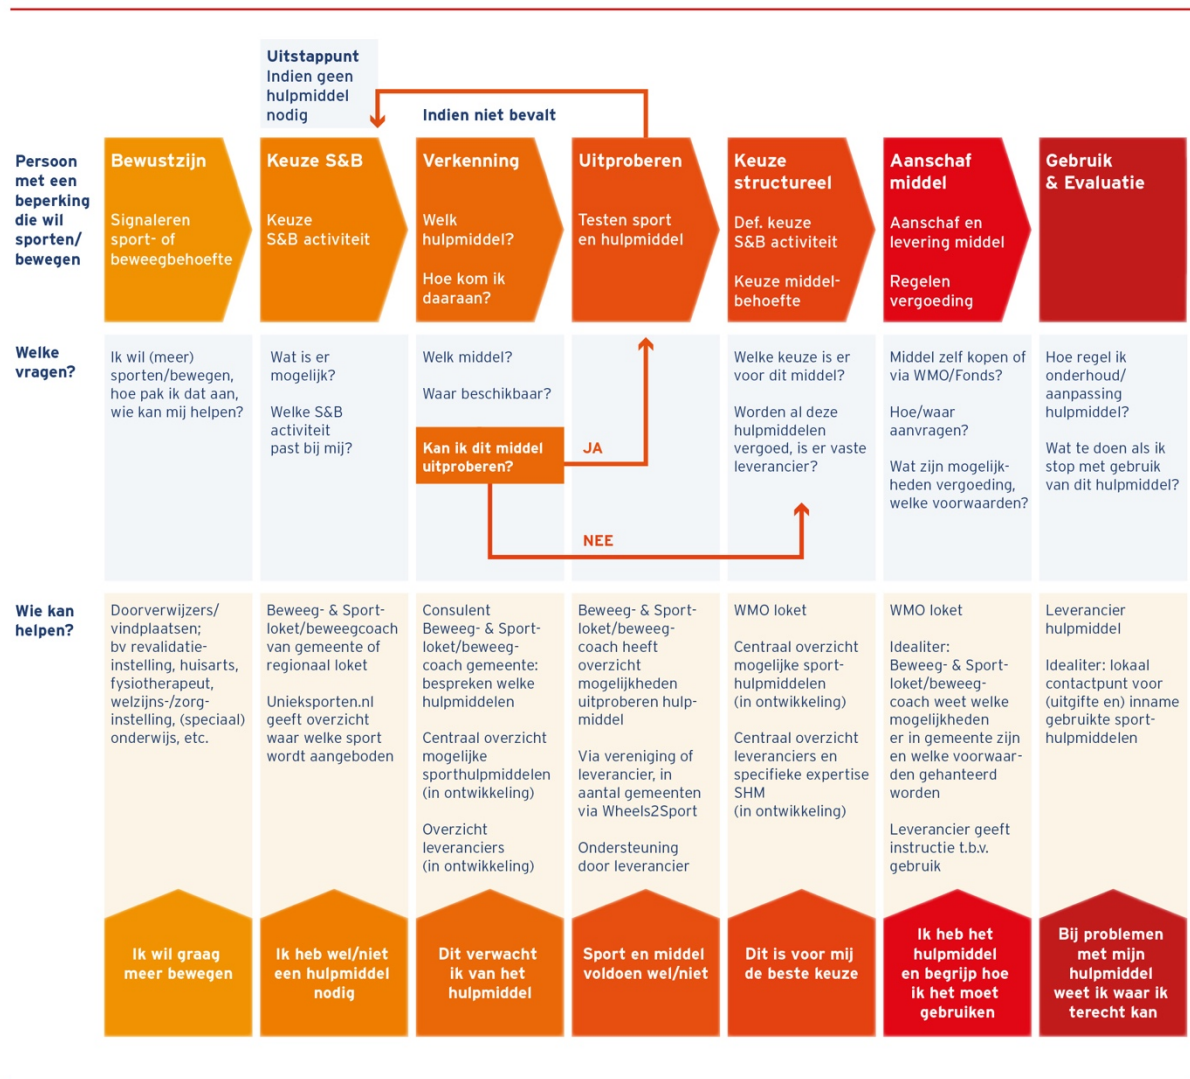 Uitstappunt
Indien geen
hulpmiddel
nodig
Indien niet bevalt
Persoon
met een
beperking
die wil
sporten/
bewegen
Bewustzijn
Signaleren
sport- of
beweegbehoefte
Keuze S&B
Keuze
S&B activiteit
Verkenning
Welk
hulpmiddel?
Hoe kom ik
daaraan?
Uitproberen
Testen sport
en hulpmiddel
Keuze
structureel
Def. keuze
S&B activiteit
Keuze middel-
behoefte
Aanschaf
middel
Aanschaf en
levering middel
Regelen
vergoeding
Gebruik
& Evaluatie
Welke
vragen?
Ik wil (meer)
sporten/bewegen,
hoe pak ik dat aan,
wie kan mij helpen?
Wat is er
mogelijk?
Welke S&B
activiteit
past bij mij?
Welk middel?
Waar beschikbaar?
Kan ik dit middel
uitproberen?
JA
NEE
Welke keuze is er
voor dit middel?
Worden al deze
hulpmiddelen
vergoed, is er vaste
leverancier?
Middel zelf kopen of
via WMO/Fonds?
Hoe/waar
aanvragen?
Wat zijn mogelijk-
heden vergoeding,
welke voorwaarden?
Hoe regel ik
onderhoud/
aanpassing
hulpmiddel?
Wat te doen als ik
stop met gebruik
van dit hulpmiddel?
Wie kan
helpen?
Doorverwijzers/
vindplaatsen;
bv revalidatie-
instelling, huisarts,
fysiotherapeut,
welzijns-/zorg-
instelling, (speciaal)
onderwijs, etc.
Beweeg- & Sport-
loket/beweegcoach
van gemeente of
regionaal loket
Unieksporten.nl
geeft overzicht
waar welke sport
wordt aangeboden
Consulent
Beweeg- & Sport-
loket/beweeg-
coach gemeente:
bespreken welke
hulpmiddelen
Centraal overzicht
mogelijke
sporthulpmiddelen
(in ontwikkeling)
Overzicht
leveranciers
(in ontwikkeling)
Beweeg- & Sport-
loket/beweeg-
coach heeft
overzicht
mogelijkheden
uitproberen hulp-
middel
Via vereniging of
leverancier, in
aantal gemeenten
via Wheels2Sport
Ondersteuning
door leverancier
WMO loket
Centraal overzicht
mogelijke sport-
hulpmiddelen
(in ontwikkeling)
Centraal overzicht
leveranciers en
specifieke expertise
SHM
(in ontwikkeling)
WMO loket
Idealiter:
Beweeg- & Sport-
loket/beweeg-
coach weet welke
mogelijkheden
er in gemeente zijn
en welke voorwaar-
den gehanteerd
worden
Leverancier geeft
instructie t.b.v.
gebruik
Leverancier
hulpmiddel
Idealiter: lokaal
contactpunt voor
(uitgifte en) inname
gebruikte sport-
hulpmiddelen
Ik wil graag
meer bewegen
Ik heb wel/niet
een hulpmiddel
nodig
Dit verwacht
ik van het
hulpmiddel
Sport en middel
voldoen wel/niet
Dit is voor mij
de beste keuze
Ik heb het
hulpmiddel
en begrijp hoe
ik het moet
gebruiken
Bij problemen
met mijn
hulpmiddel
weet ik waar ik
terecht kan